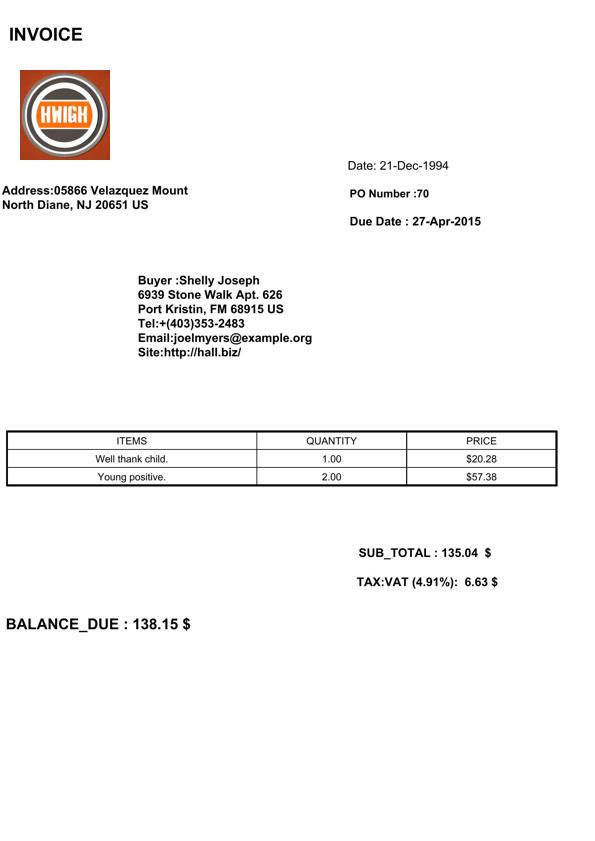 INVOICE
HWIGH
Date: 21-Dec-1994
Address:05866 Velazquez Mount
North Diane, NJ 20651 US
PO Number :70
Due Date : 27-Apr-2015
Buyer :Shelly Joseph
6939 Stone Walk Apt. 626
Port Kristin, FM 68915 US
Tel:+(403)353-2483
Email:joelmyers@example.org
Site:http://hall.biz/
ITEMS QUANTITY PRICE
Well thank child. 1.00 $20.28
Young positive. 2.00 $57.38
SUB_TOTAL : 135.04 $
TAX:VAT (4.91%): 6.63 $
BALANCE_DUE : 138.15 $